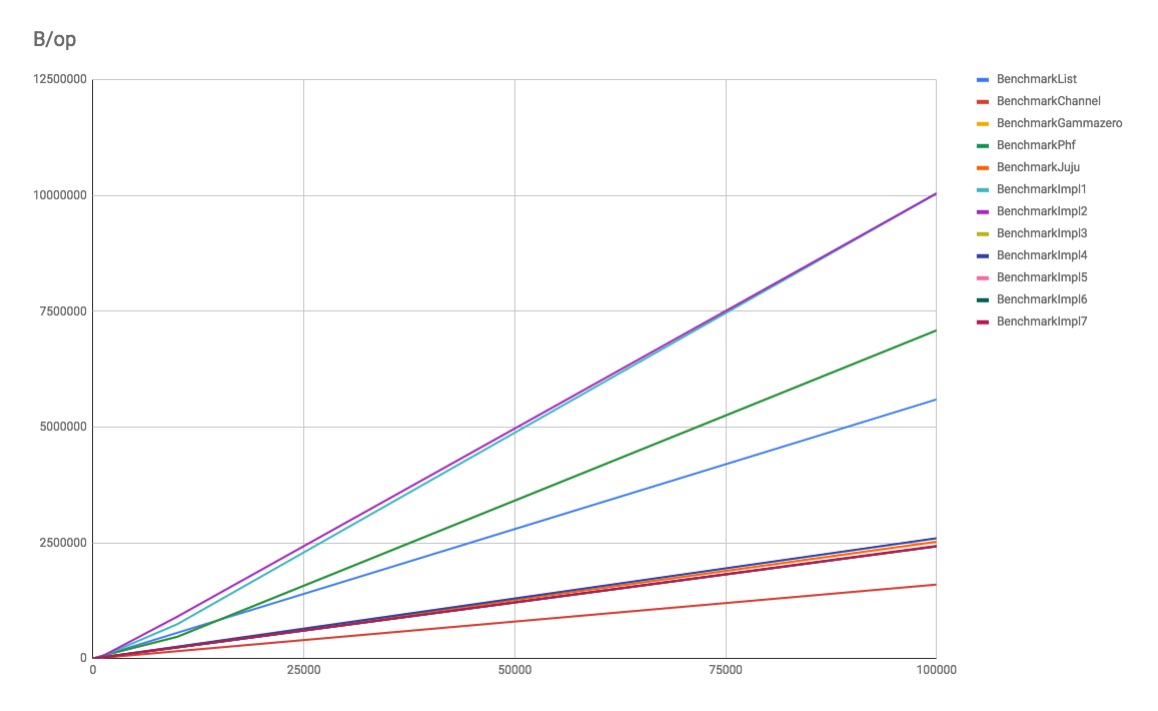 B/op
12500000
10000000
7500000
5000000
2500000
0
0 25000 50000 75000 100000
BenchmarkList
BenchmarkChannel
BenchmarkGammazero
BenchmarkPhf
BenchmarkJuju
BenchmarkImpl1
BenchmarkImpl2
BenchmarkImpl3
BenchmarkImpl4
BenchmarkImpl5
BenchmarkImpl6
BenchmarkImpl7